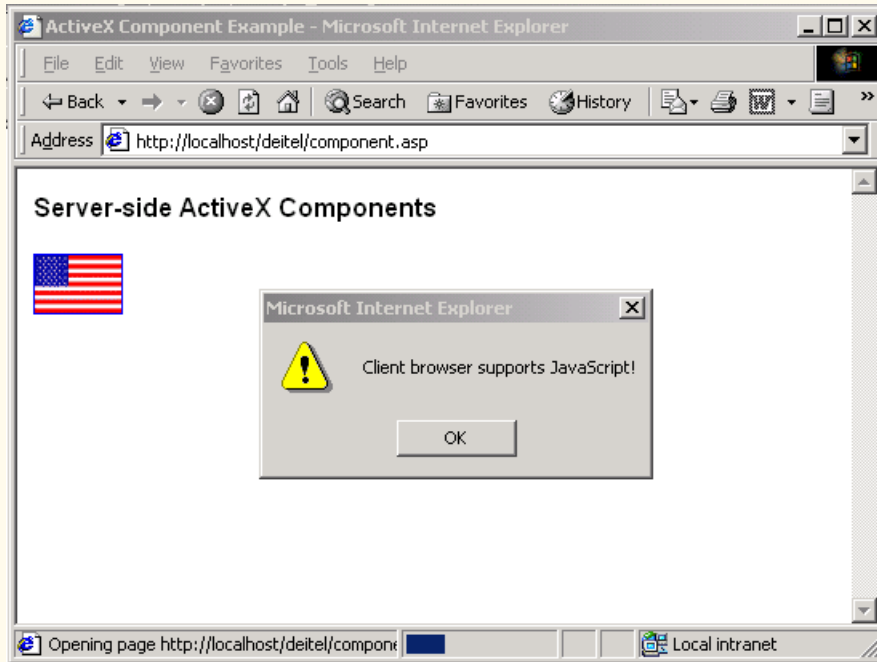 ActiveX Component Example - Microsoft Internet Explorer
File Edit View Favorites Tools Help
Back Search Favorites History W »
Address http://localhost/deitel/component.asp
Server-side ActiveX Components
Microsoft Internet Explorer
Client browser supports JavaScript!
OK
Opening page http://localhost/deitel/compone Local intranet